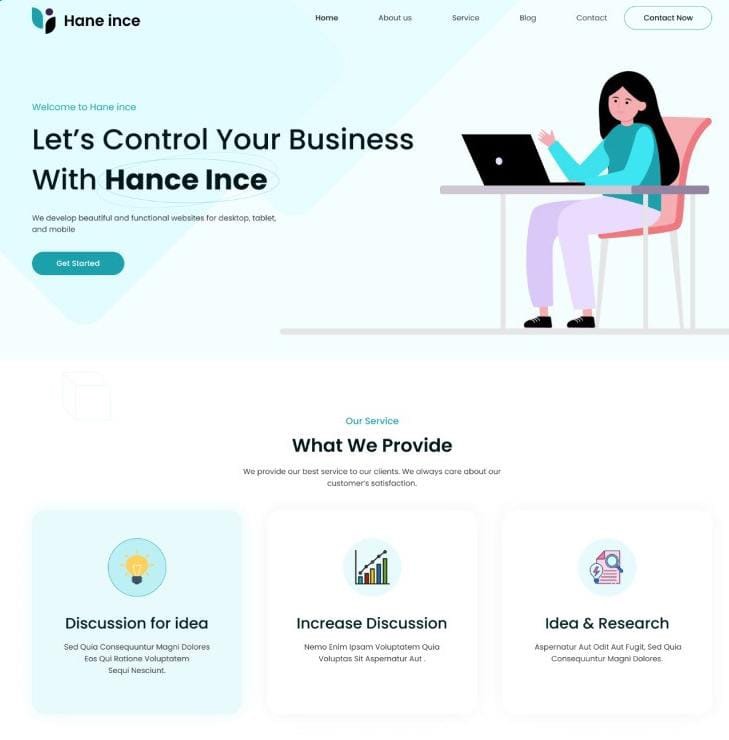 Hane ince
Home
About us
Service
Blog
Contact
Contact Now
Welcome to Hane ince
Let's Control Your Business
With Hance Ince
We develop beautiful and functional websites for desktop, tablet,
and mobile
Get Started
Our Service
What We Provide
We provide our best service to our clients. We always care about our
customer's satisfaction.
Discussion for idea
Sed Quia Consequuntur Magni Dolores
Eos Qui Ratione Voluptatem
Sequi Nesciunt.
Increase Discussion
Nemo Enim Ipsam Voluptatem Quia
Voluptas Sit Aspernatur Aut .
Idea & Research
Aspernatur Aut Odit Aut Fugit, Sed Quia
Consequuntur Magni Dolores.